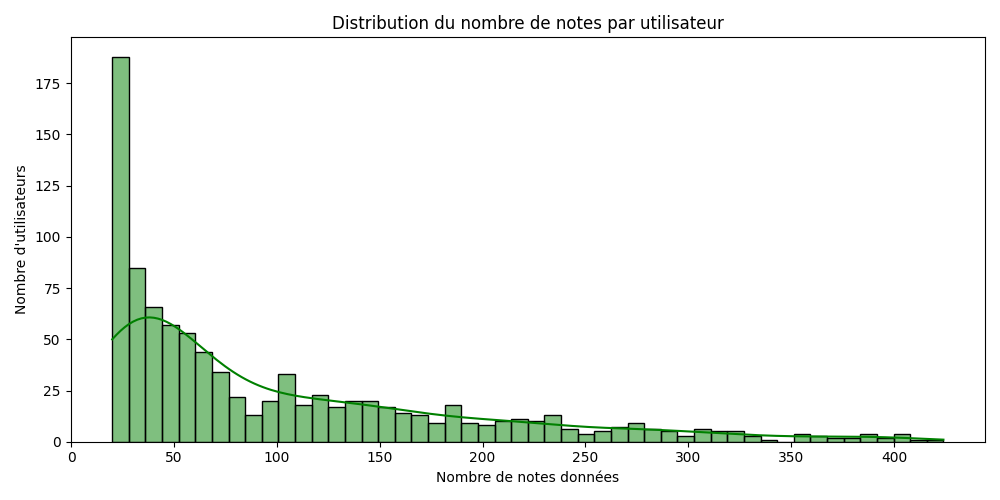 Distribution du nombre de notes par utilisateur
Nombre d'utilisateurs
175
150
125
100
75
50
25
0
0 50 100 150 200 250 300 350 400
Nombre de notes données